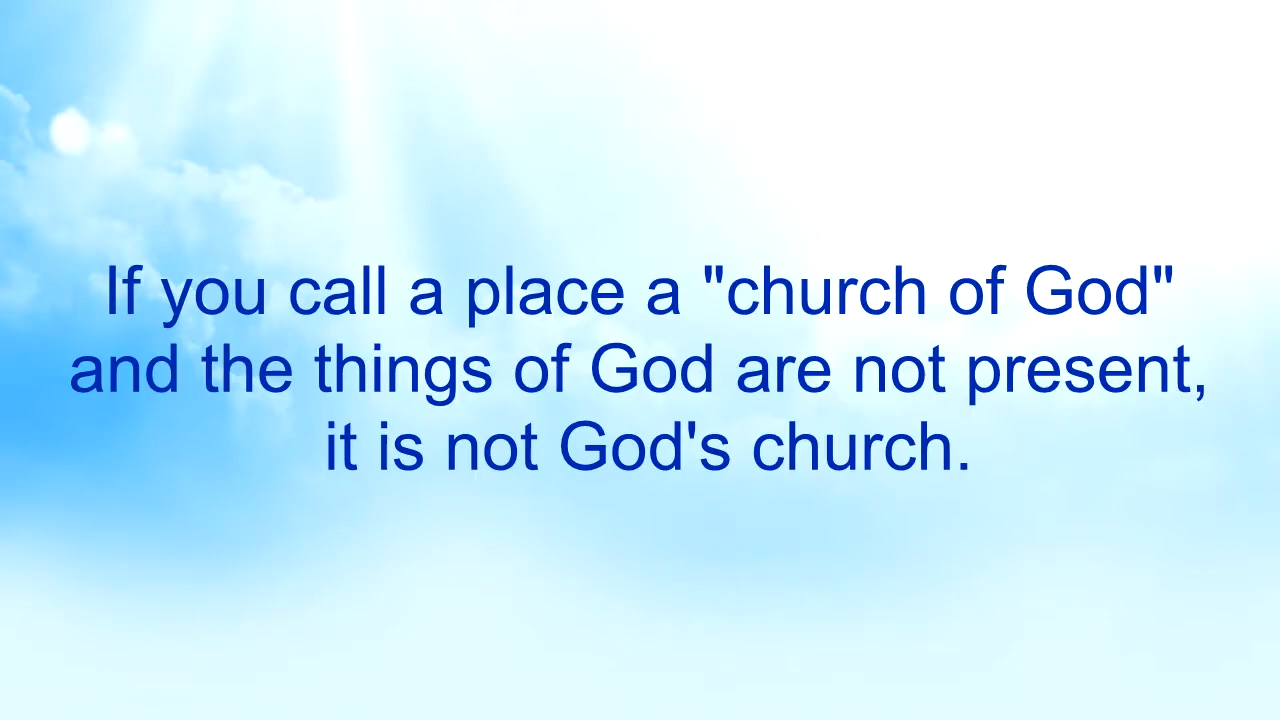 If you call a place a "church of God"
and the things of God are not present,
it is not God's church.